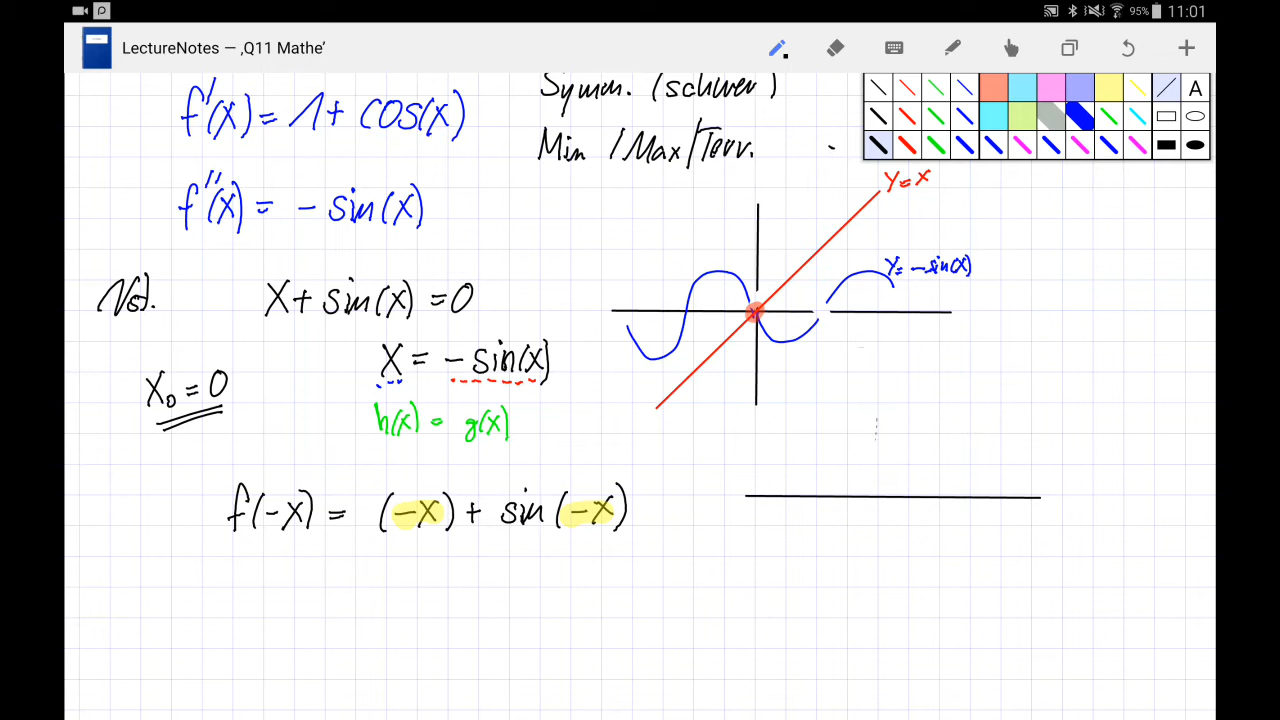 11:01
95%
LectureNotes — ‚Q11 Mathe’
A
f'(x) = 1 + cos(x)
Symm. (schwer)
Min / Max / Terr.
f''(x) = - sin(x)
y = x
y = - sin(x)
Nst.
x + sin(x) = 0
x = - sin(x)
x₀ = 0
h(x) = g(x)
f(-x) = (-x) + sin(-x)